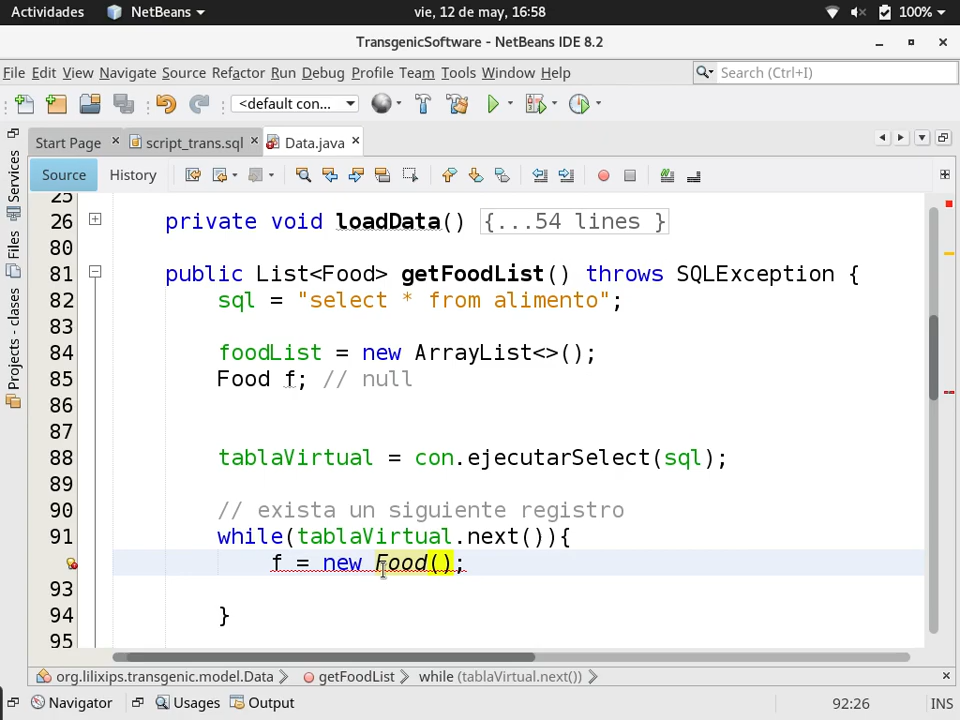 Actividades NetBeans vie, 12 de may, 16:58 100%
TransgenicSoftware - NetBeans IDE 8.2
File Edit View Navigate Source Refactor Run Debug Profile Team Tools Window Help Search (Ctrl+I)
<default con...
Start Page script_trans.sql Data.java
Source History
Services
Files
Projects - clases
25
26 private void loadData() {...54 lines }
80
81 public List<Food> getFoodList() throws SQLException {
82 sql = "select * from alimento";
83
84 foodList = new ArrayList<>();
85 Food f; // null
86
87
88 tablaVirtual = con.ejecutarSelect(sql);
89
90 // exista un siguiente registro
91 while(tablaVirtual.next()){
f = new Food();
93
94 }
95
org.lilixips.transgenic.model.Data getFoodList while (tablaVirtual.next())
Navigator Usages Output 92:26 INS